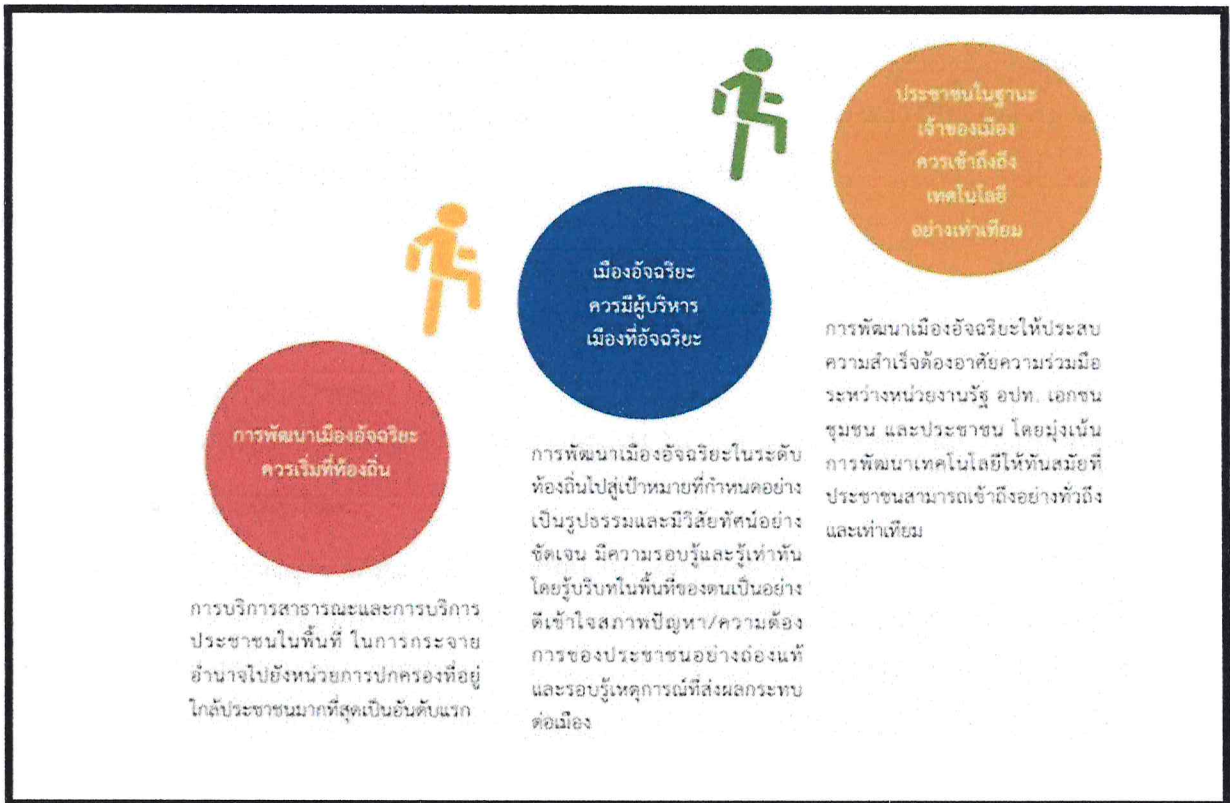 การพัฒนาเมืองอัจฉริยะ
ควรเริ่มที่ท้องถิ่น
การบริการสาธารณะและการบริการ
ประชาชนในพื้นที่ ในการกระจาย
อำนาจไปยังหน่วยการปกครองที่อยู่
ใกล้ประชาชนมากที่สุดเป็นอันดับแรก
เมืองอัจฉริยะ
ควรมีผู้บริหาร
เมืองที่อัจฉริยะ
การพัฒนาเมืองอัจฉริยะในระดับ
ท้องถิ่นไปสู่เป้าหมายที่กำหนดอย่าง
เป็นรูปธรรมและมีวิสัยทัศน์อย่าง
ชัดเจน มีความรอบรู้และรู้เท่าทัน
โดยรู้บริบทในพื้นที่ของตนเป็นอย่าง
ดีเข้าใจสภาพปัญหา/ความต้อง
การของประชาชนอย่างถ่องแท้
และรอบรู้เหตุการณ์ที่ส่งผลกระทบ
ต่อเมือง
ประชาชนในฐานะ
เจ้าของเมือง
ควรเข้าถึงถึง
เทคโนโลยี
อย่างเท่าเทียม
การพัฒนาเมืองอัจฉริยะให้ประสบ
ความสำเร็จต้องอาศัยความร่วมมือ
ระหว่างหน่วยงานรัฐ อปท. เอกชน
ชุมชน และประชาชน โดยมุ่งเน้น
การพัฒนาเทคโนโลยีให้ทันสมัยที่
ประชาชนสามารถเข้าถึงอย่างทั่วถึง
และเท่าเทียม